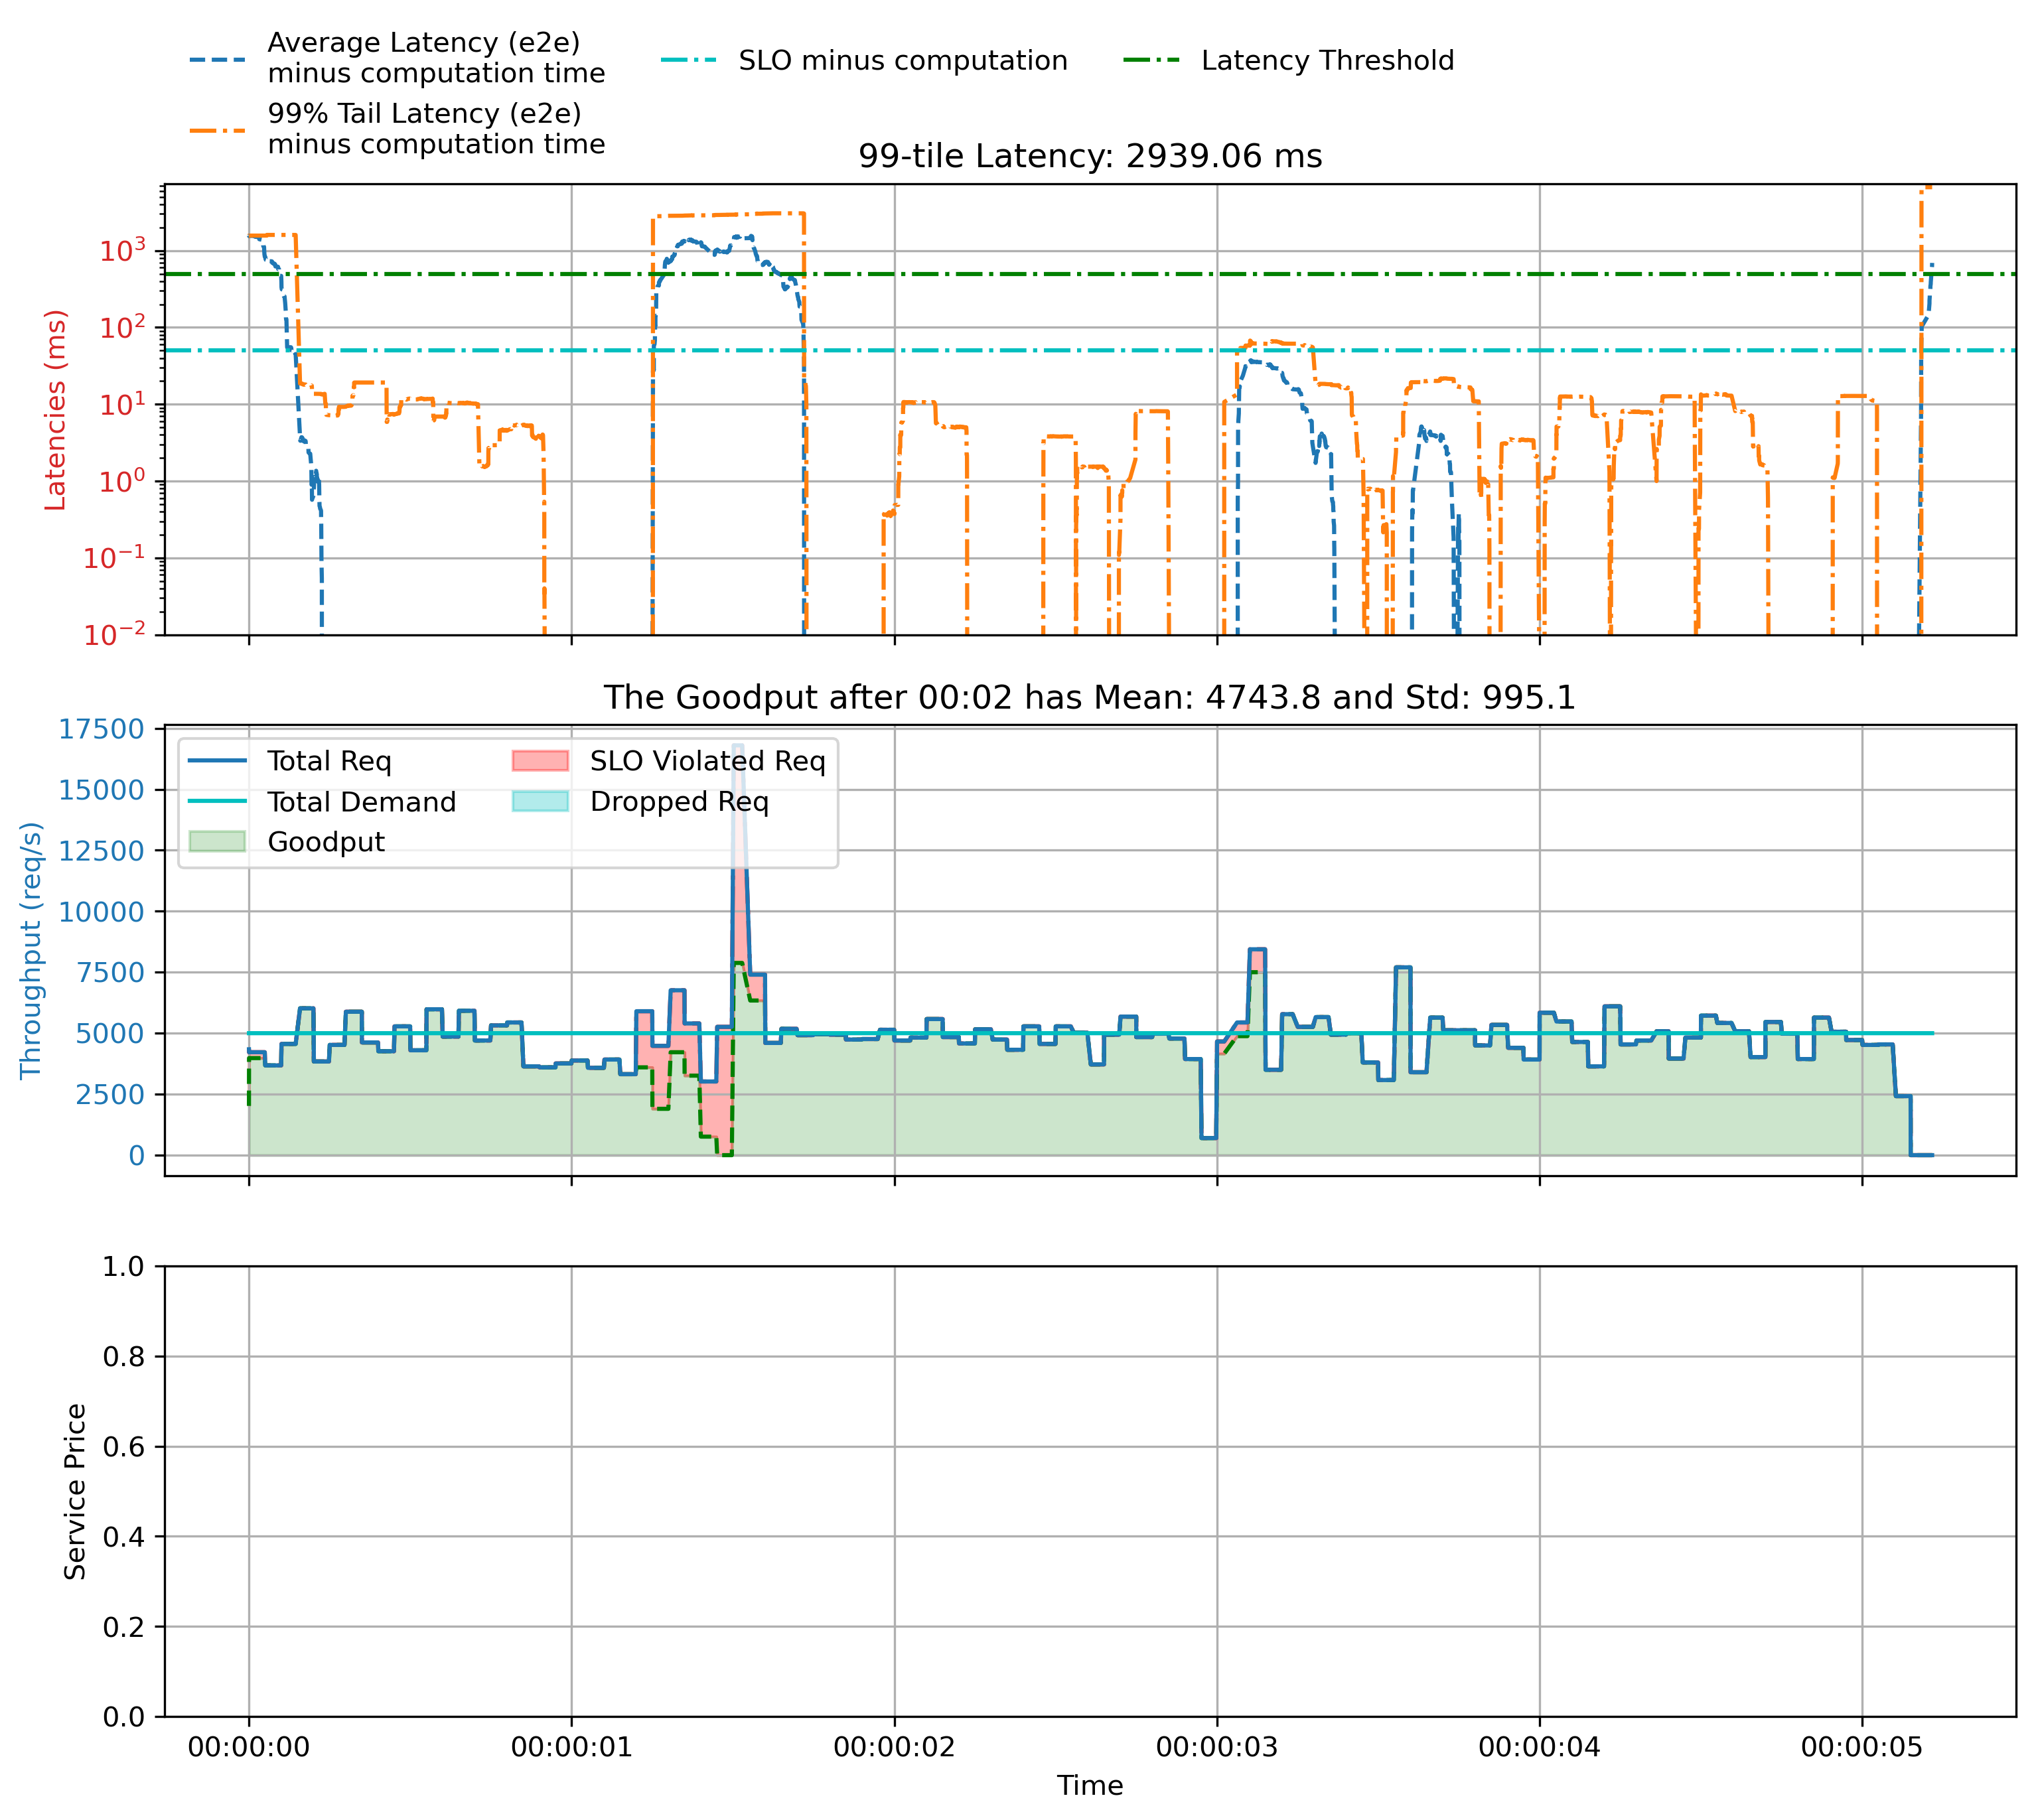 Average Latency (e2e)
minus computation time
99% Tail Latency (e2e)
minus computation time
SLO minus computation
Latency Threshold
99-tile Latency: 2939.06 ms
Latencies (ms)
10³
10²
10¹
10⁰
10⁻¹
10⁻²
The Goodput after 00:02 has Mean: 4743.8 and Std: 995.1
Throughput (req/s)
17500
15000
12500
10000
7500
5000
2500
0
Total Req
Total Demand
Goodput
SLO Violated Req
Dropped Req
Service Price
1.0
0.8
0.6
0.4
0.2
0.0
00:00:00
00:00:01
00:00:02
00:00:03
00:00:04
00:00:05
Time